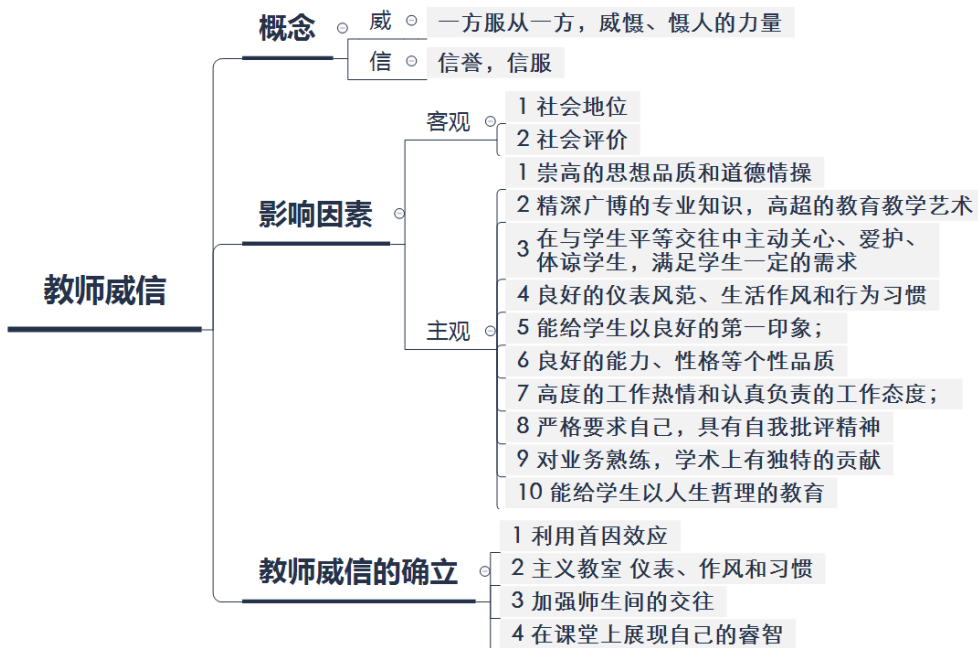 教师威信
概念
威
一方服从一方，威慑、慑人的力量
信
信誉，信服
影响因素
客观
1 社会地位
2 社会评价
主观
1 崇高的思想品质和道德情操
2 精深广博的专业知识，高超的教育教学艺术
3 在与学生平等交往中主动关心、爱护、
体谅学生，满足学生一定的需求
4 良好的仪表风范、生活作风和行为习惯
5 能给学生以良好的第一印象；
6 良好的能力、性格等个性品质
7 高度的工作热情和认真负责的工作态度；
8 严格要求自己，具有自我批评精神
9 对业务熟练，学术上有独特的贡献
10 能给学生以人生哲理的教育
教师威信的确立
1 利用首因效应
2 主义教室 仪表、作风和习惯
3 加强师生间的交往
4 在课堂上展现自己的睿智